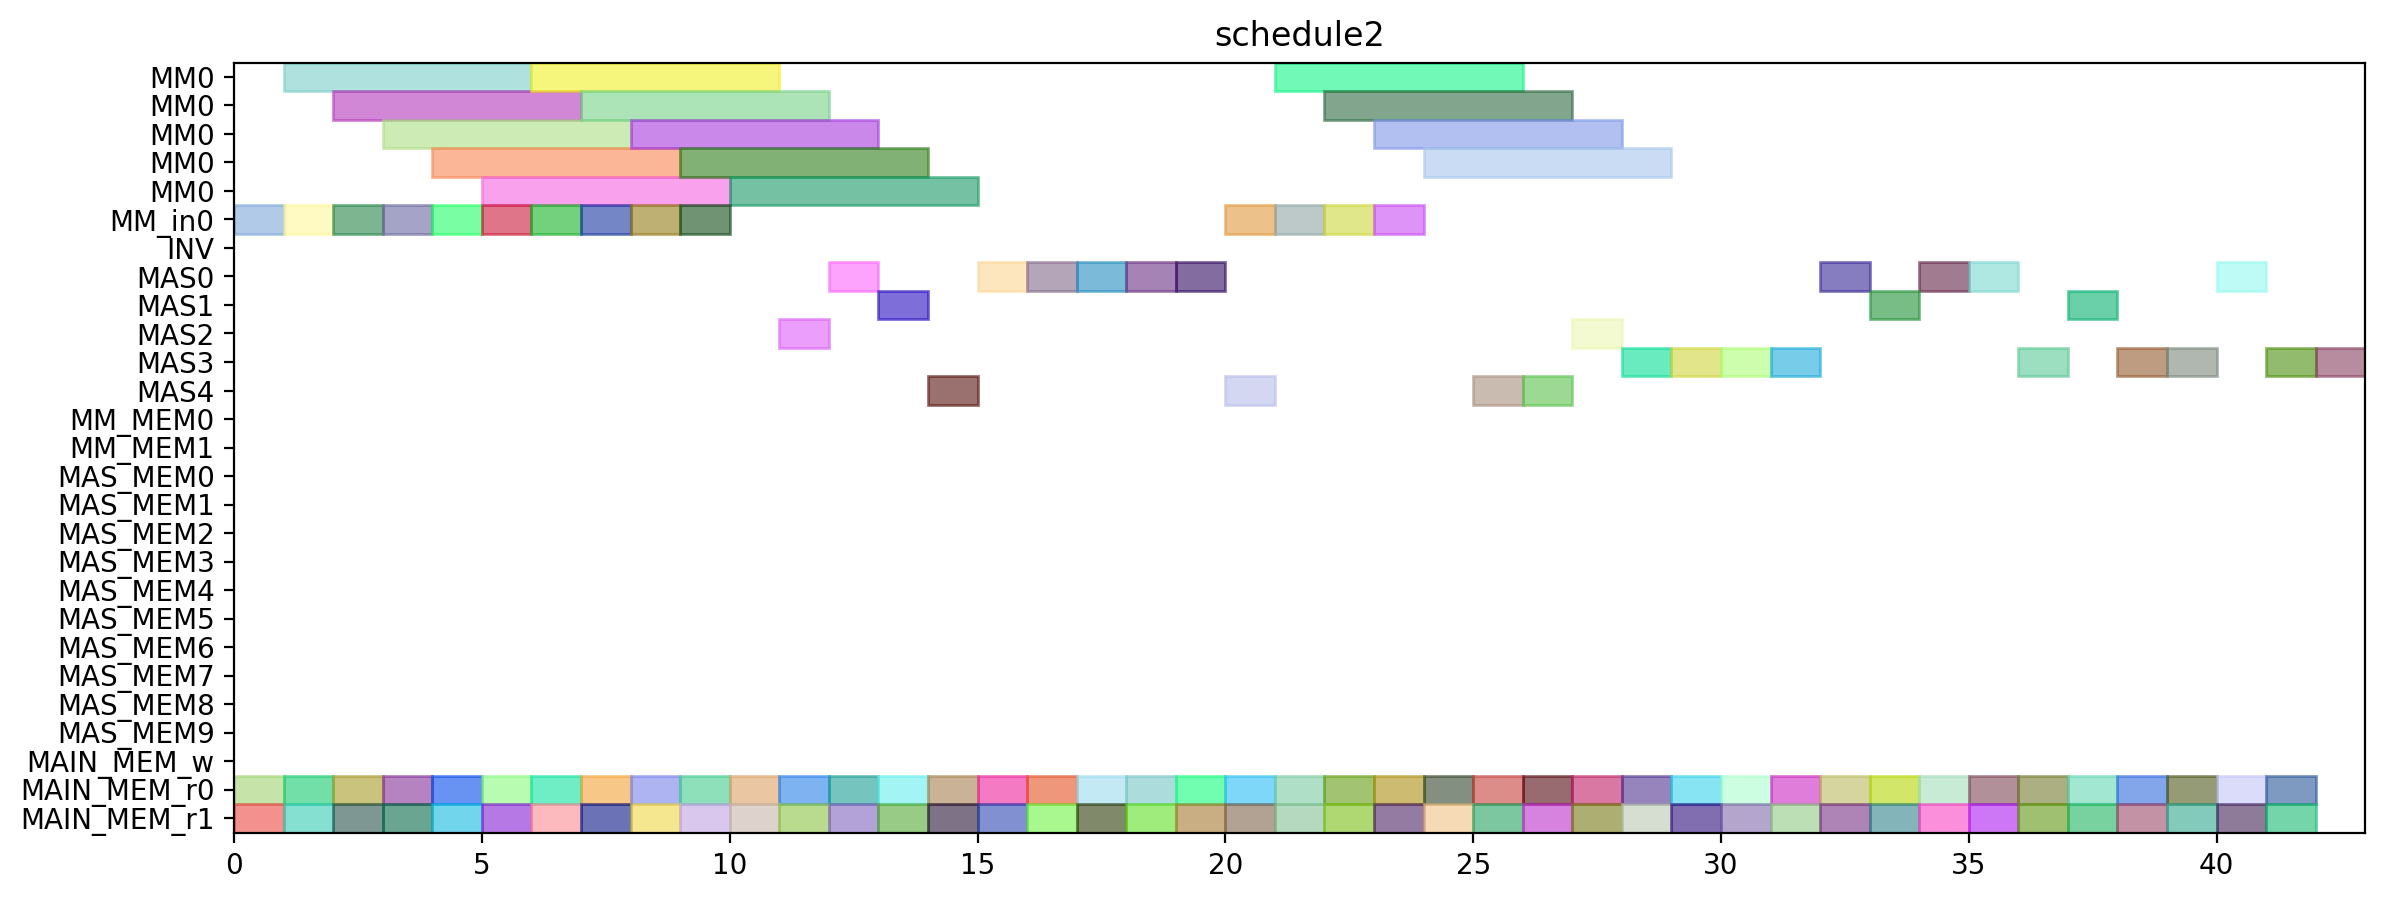 schedule2
MM0
MM0
MM0
MM0
MM0
MM_in0
INV
MAS0
MAS1
MAS2
MAS3
MAS4
MM_MEM0
MM_MEM1
MAS_MEM0
MAS_MEM1
MAS_MEM2
MAS_MEM3
MAS_MEM4
MAS_MEM5
MAS_MEM6
MAS_MEM7
MAS_MEM8
MAS_MEM9
MAIN_MEM_w
MAIN_MEM_r0
MAIN_MEM_r1
0 5 10 15 20 25 30 35 40